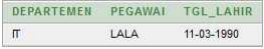 DEPARTEMEN PEGAWAI TGL_LAHIR
IT LALA 11-03-1990